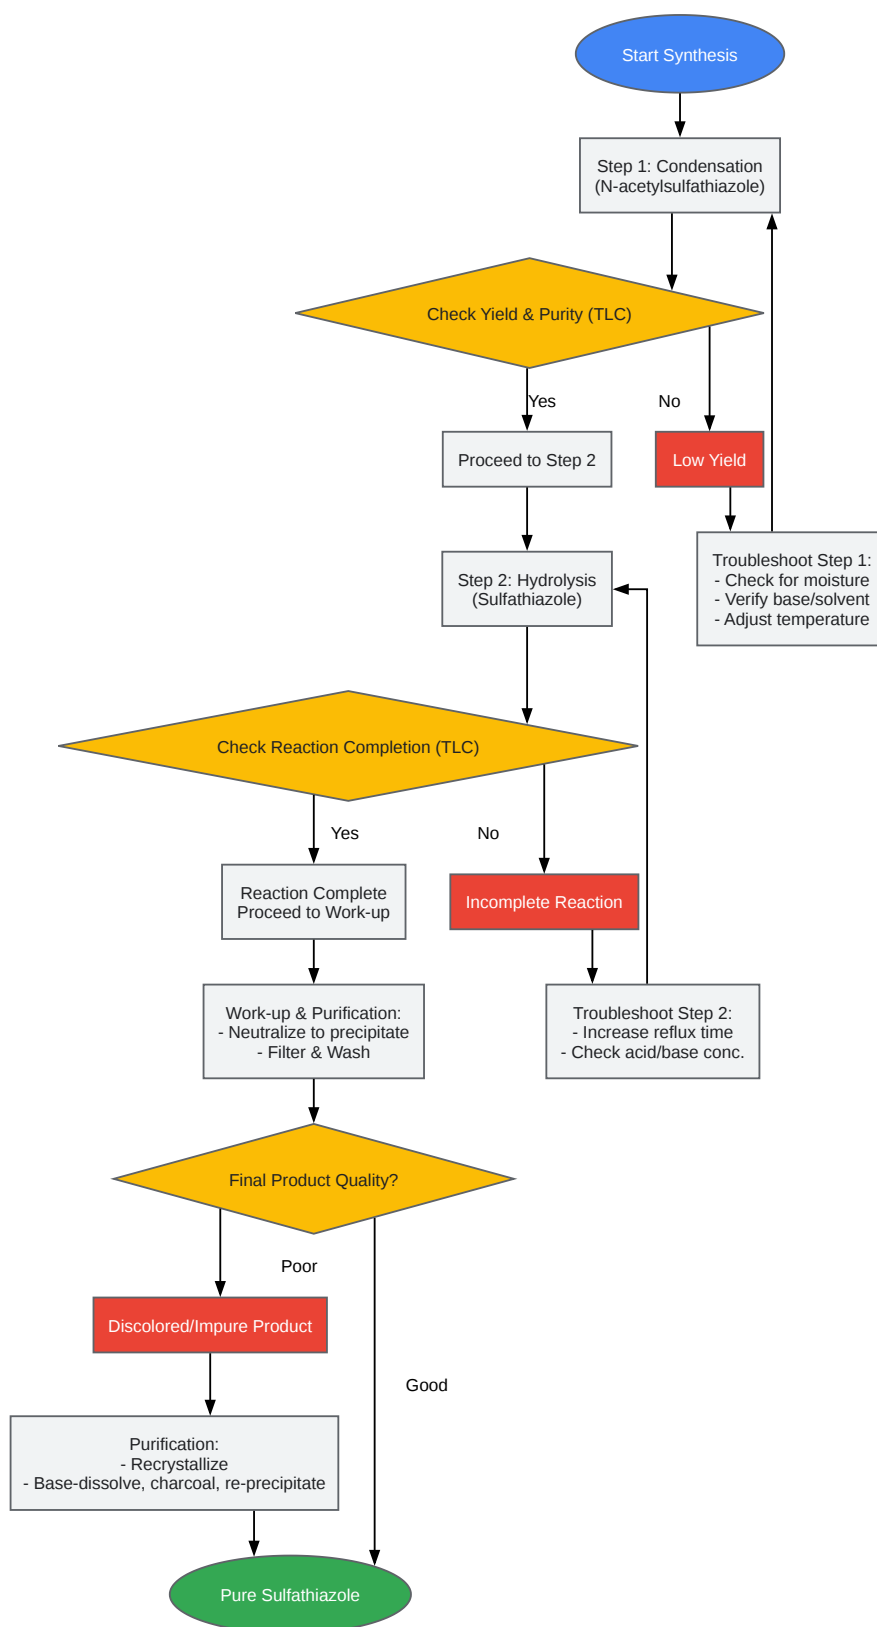 Start Synthesis
Step 1: Condensation
(N-acetylsulfathiazole)
Check Yield & Purity (TLC)
Yes
No
Proceed to Step 2
Low Yield
Step 2: Hydrolysis
(Sulfathiazole)
Troubleshoot Step 1:
- Check for moisture
- Verify base/solvent
- Adjust temperature
Check Reaction Completion (TLC)
Yes
No
Reaction Complete
Proceed to Work-up
Incomplete Reaction
Work-up & Purification:
- Neutralize to precipitate
- Filter & Wash
Troubleshoot Step 2:
- Increase reflux time
- Check acid/base conc.
Final Product Quality?
Poor
Discolored/Impure Product
Good
Purification:
- Recrystallize
- Base-dissolve, charcoal, re-precipitate
Pure Sulfathiazole